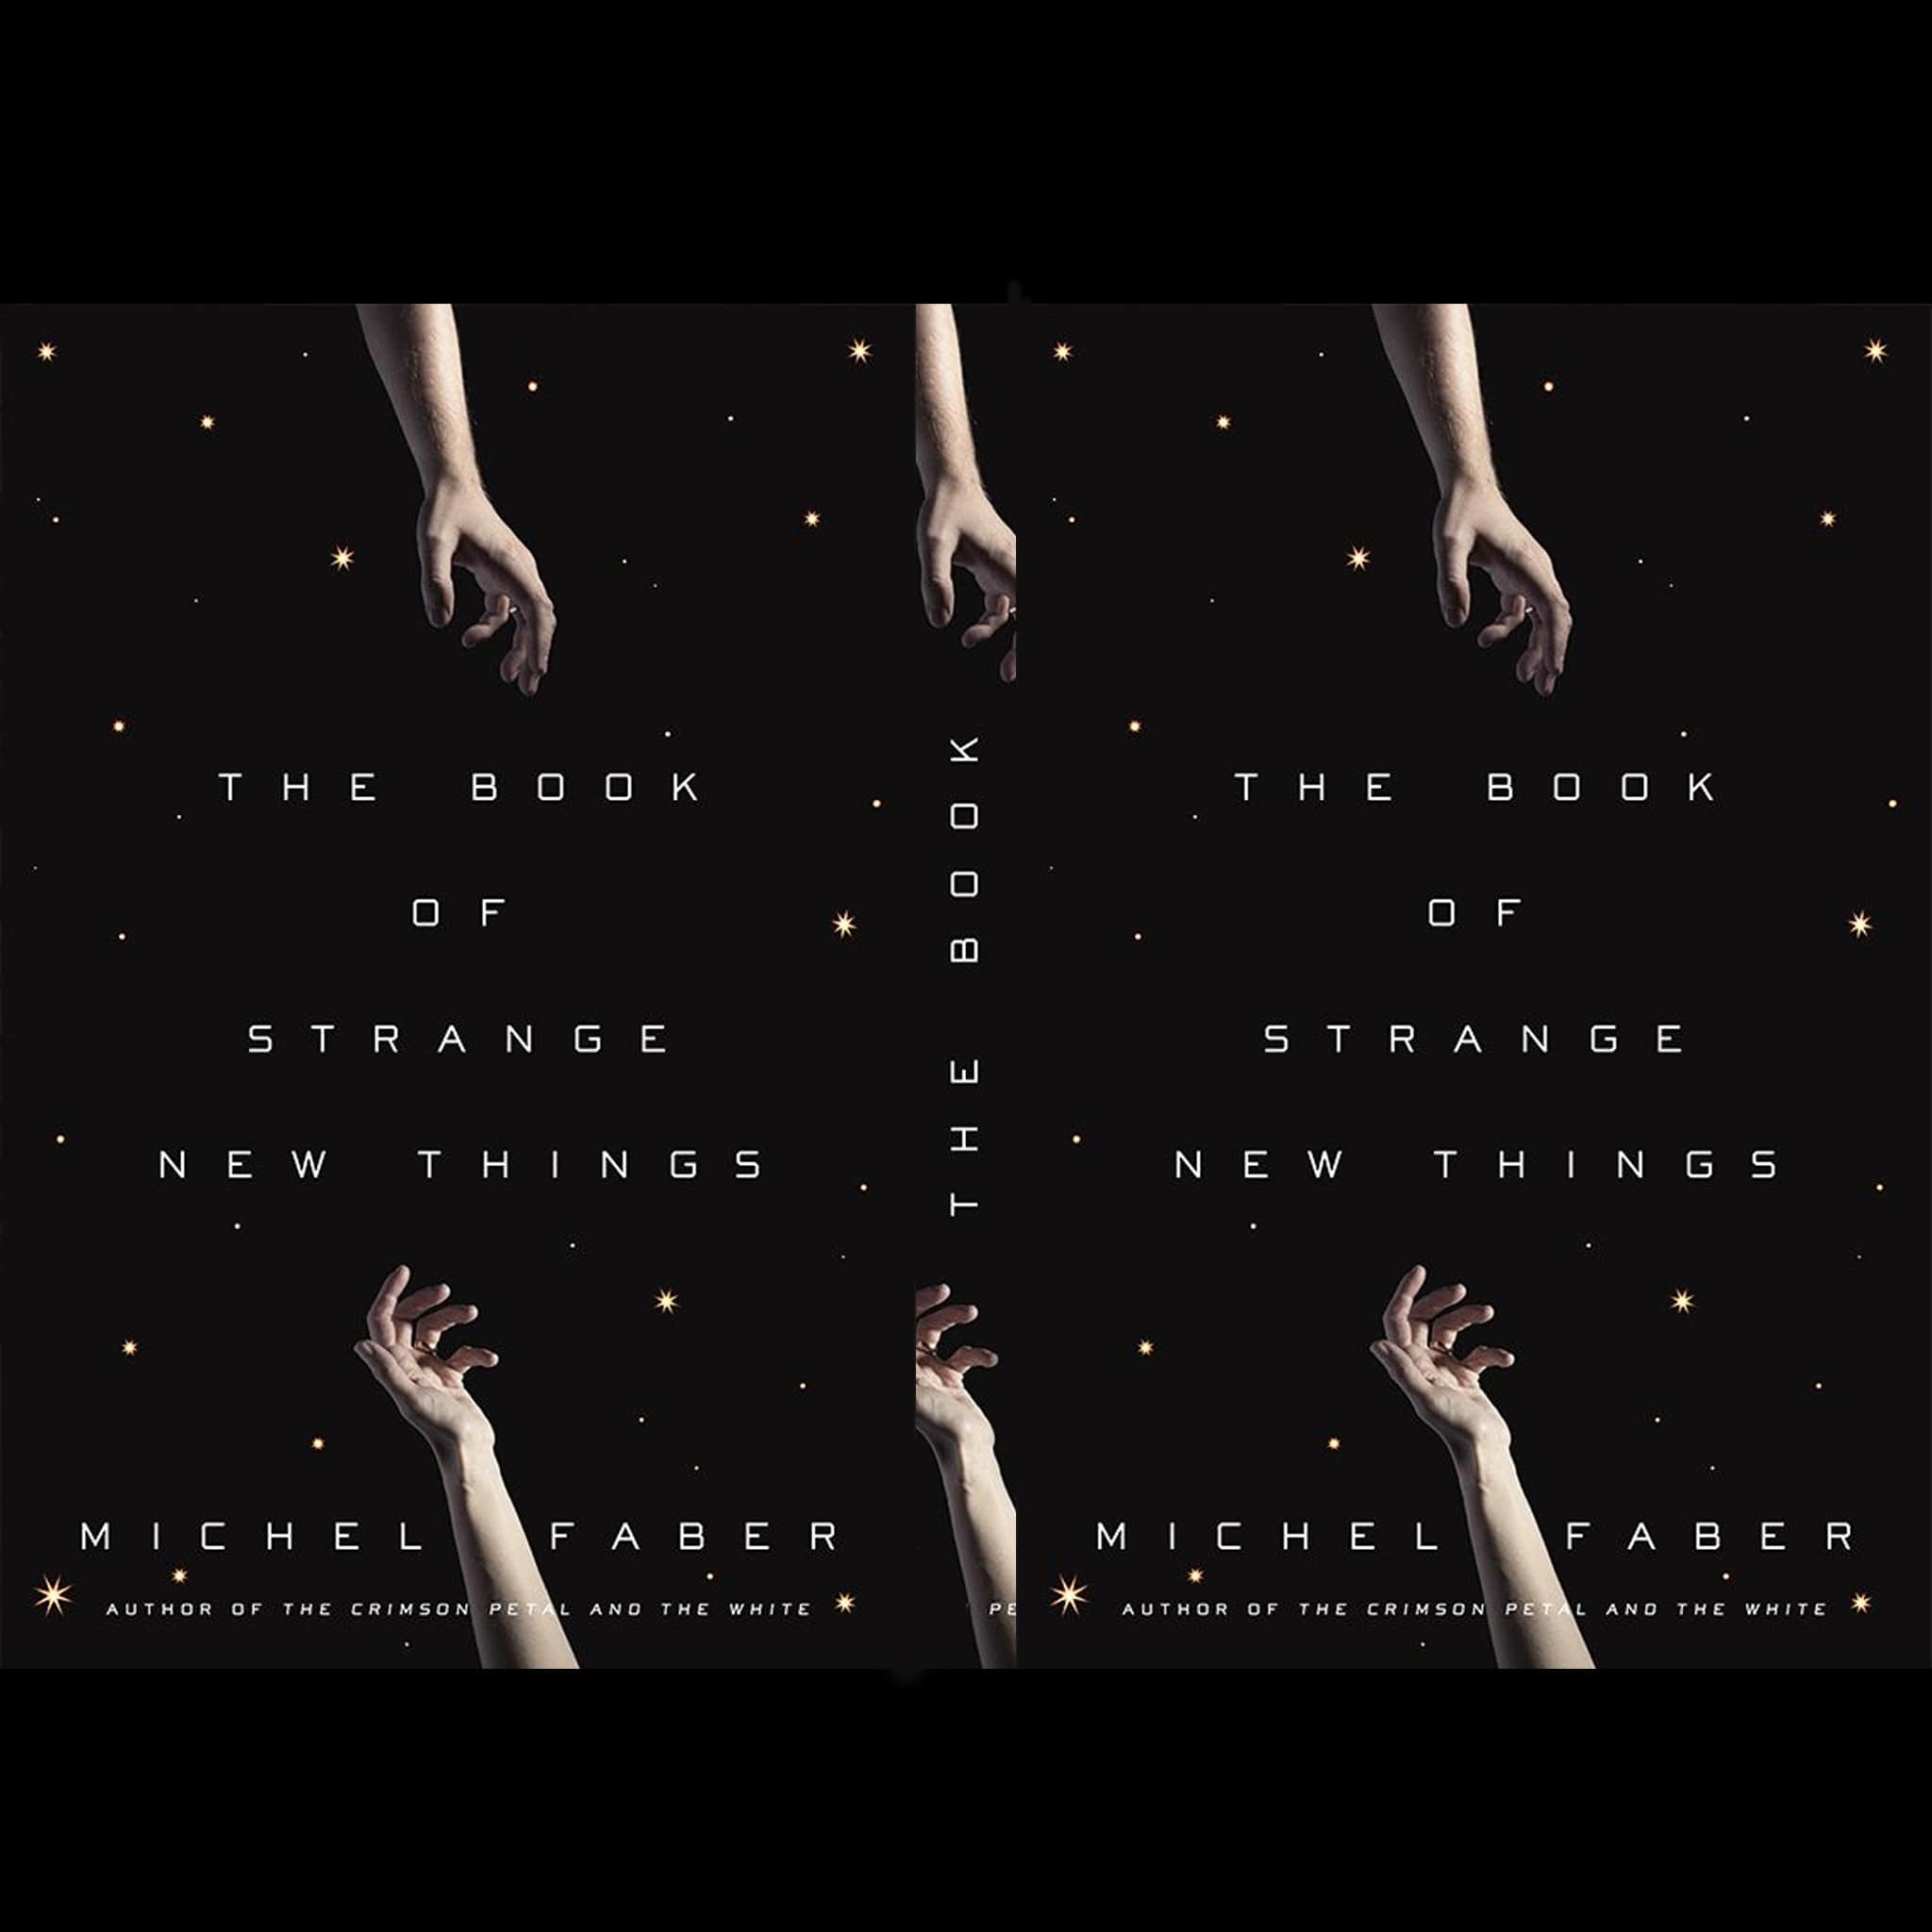 THE BOOK
OF
STRANGE
NEW THINGS
MICHEL FABER
AUTHOR OF THE CRIMSON PETAL AND THE WHITE
THE BOOK
PE
THE BOOK
OF
STRANGE
NEW THINGS
MICHEL FABER
AUTHOR OF THE CRIMSON PETAL AND THE WHITE